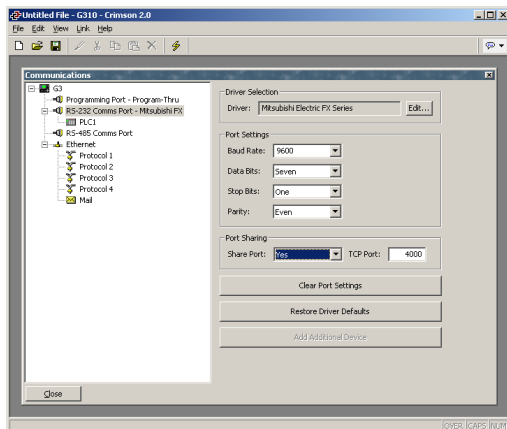 Untitled File - G310 - Crimson 2.0
File Edit View Link Help
Communications
G3
Programming Port - Program-Thru
RS-232 Comms Port - Mitsubishi FX
PLC1
RS-485 Comms Port
Ethernet
Protocol 1
Protocol 2
Protocol 3
Protocol 4
Mail
Driver Selection
Driver: Mitsubishi Electric FX Series Edit...
Port Settings
Baud Rate: 9600
Data Bits: Seven
Stop Bits: One
Parity: Even
Port Sharing
Share Port: Yes TCP Port: 4000
Clear Port Settings
Restore Driver Defaults
Add Additional Device
Close
OVER CAPS NUM